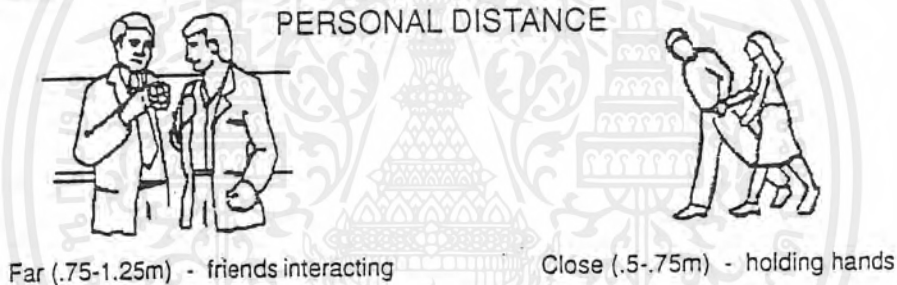 PERSONAL DISTANCE
Far (.75-1.25m) - friends interacting
Close (.5-.75m) - holding hands